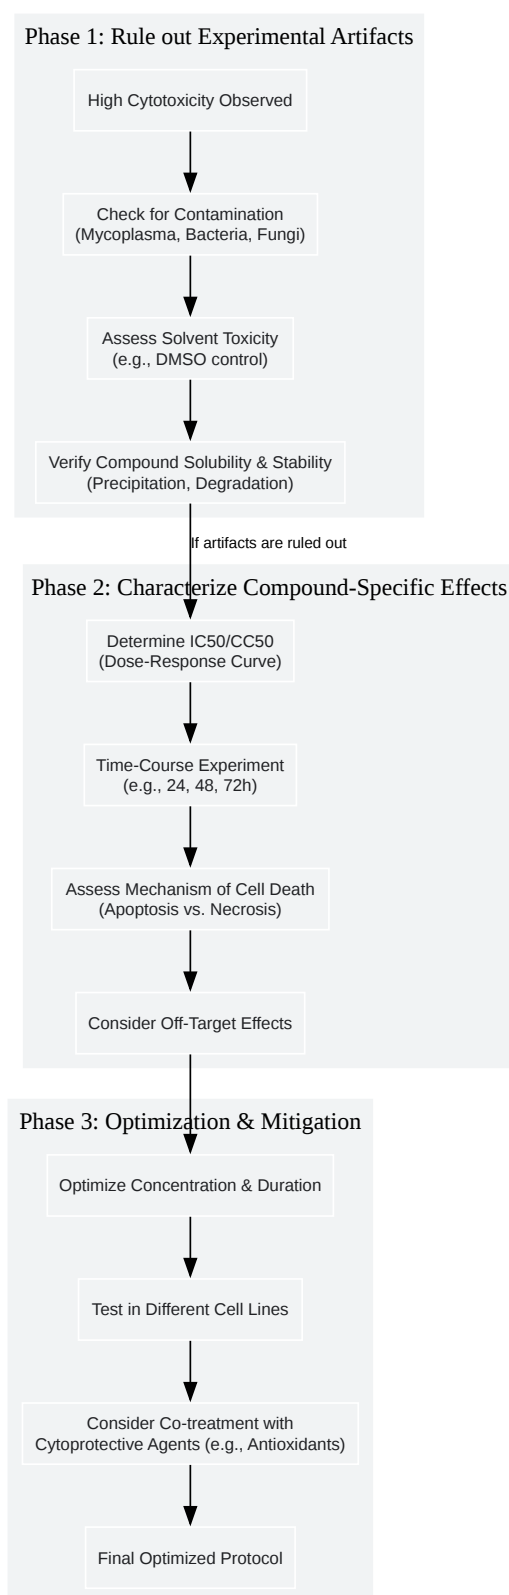 Phase 1: Rule out Experimental Artifacts
High Cytotoxicity Observed
Check for Contamination
(Mycoplasma, Bacteria, Fungi)
Assess Solvent Toxicity
(e.g., DMSO control)
Verify Compound Solubility & Stability
(Precipitation, Degradation)
If artifacts are ruled out
Phase 2: Characterize Compound-Specific Effects
Determine IC50/CC50
(Dose-Response Curve)
Time-Course Experiment
(e.g., 24, 48, 72h)
Assess Mechanism of Cell Death
(Apoptosis vs. Necrosis)
Consider Off-Target Effects
Phase 3: Optimization & Mitigation
Optimize Concentration & Duration
Test in Different Cell Lines
Consider Co-treatment with
Cytoprotective Agents (e.g., Antioxidants)
Final Optimized Protocol